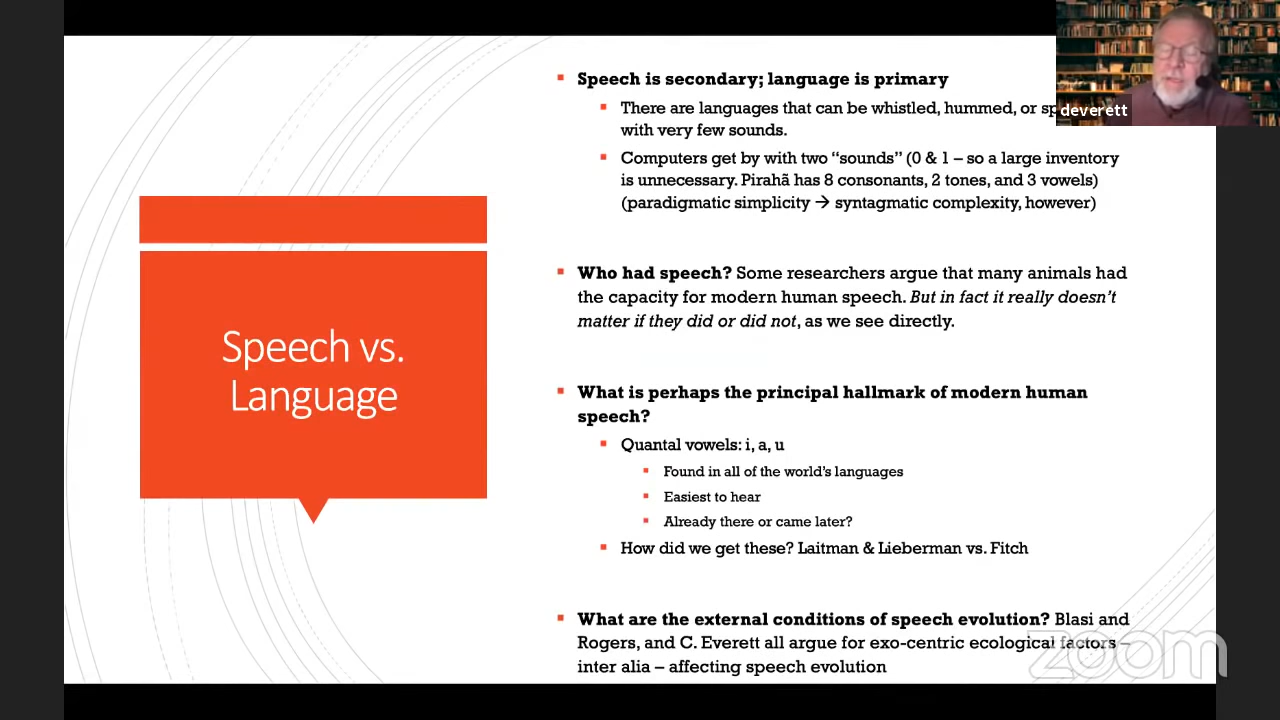 Speech vs.
Language
Speech is secondary; language is primary
There are languages that can be whistled, hummed, or
with very few sounds.
Computers get by with two “sounds” (0 & 1 – so a large inventory
is unnecessary. Pirahã has 8 consonants, 2 tones, and 3 vowels)
(paradigmatic simplicity → syntagmatic complexity, however)
Who had speech? Some researchers argue that many animals had
the capacity for modern human speech. But in fact it really doesn’t
matter if they did or did not, as we see directly.
What is perhaps the principal hallmark of modern human
speech?
Quantal vowels: i, a, u
Found in all of the world’s languages
Easiest to hear
Already there or came later?
How did we get these? Laitman & Lieberman vs. Fitch
What are the external conditions of speech evolution? Blasi and
Rogers, and C. Everett all argue for exo-centric ecological factors –
inter alia – affecting speech evolution
deverett
zoom